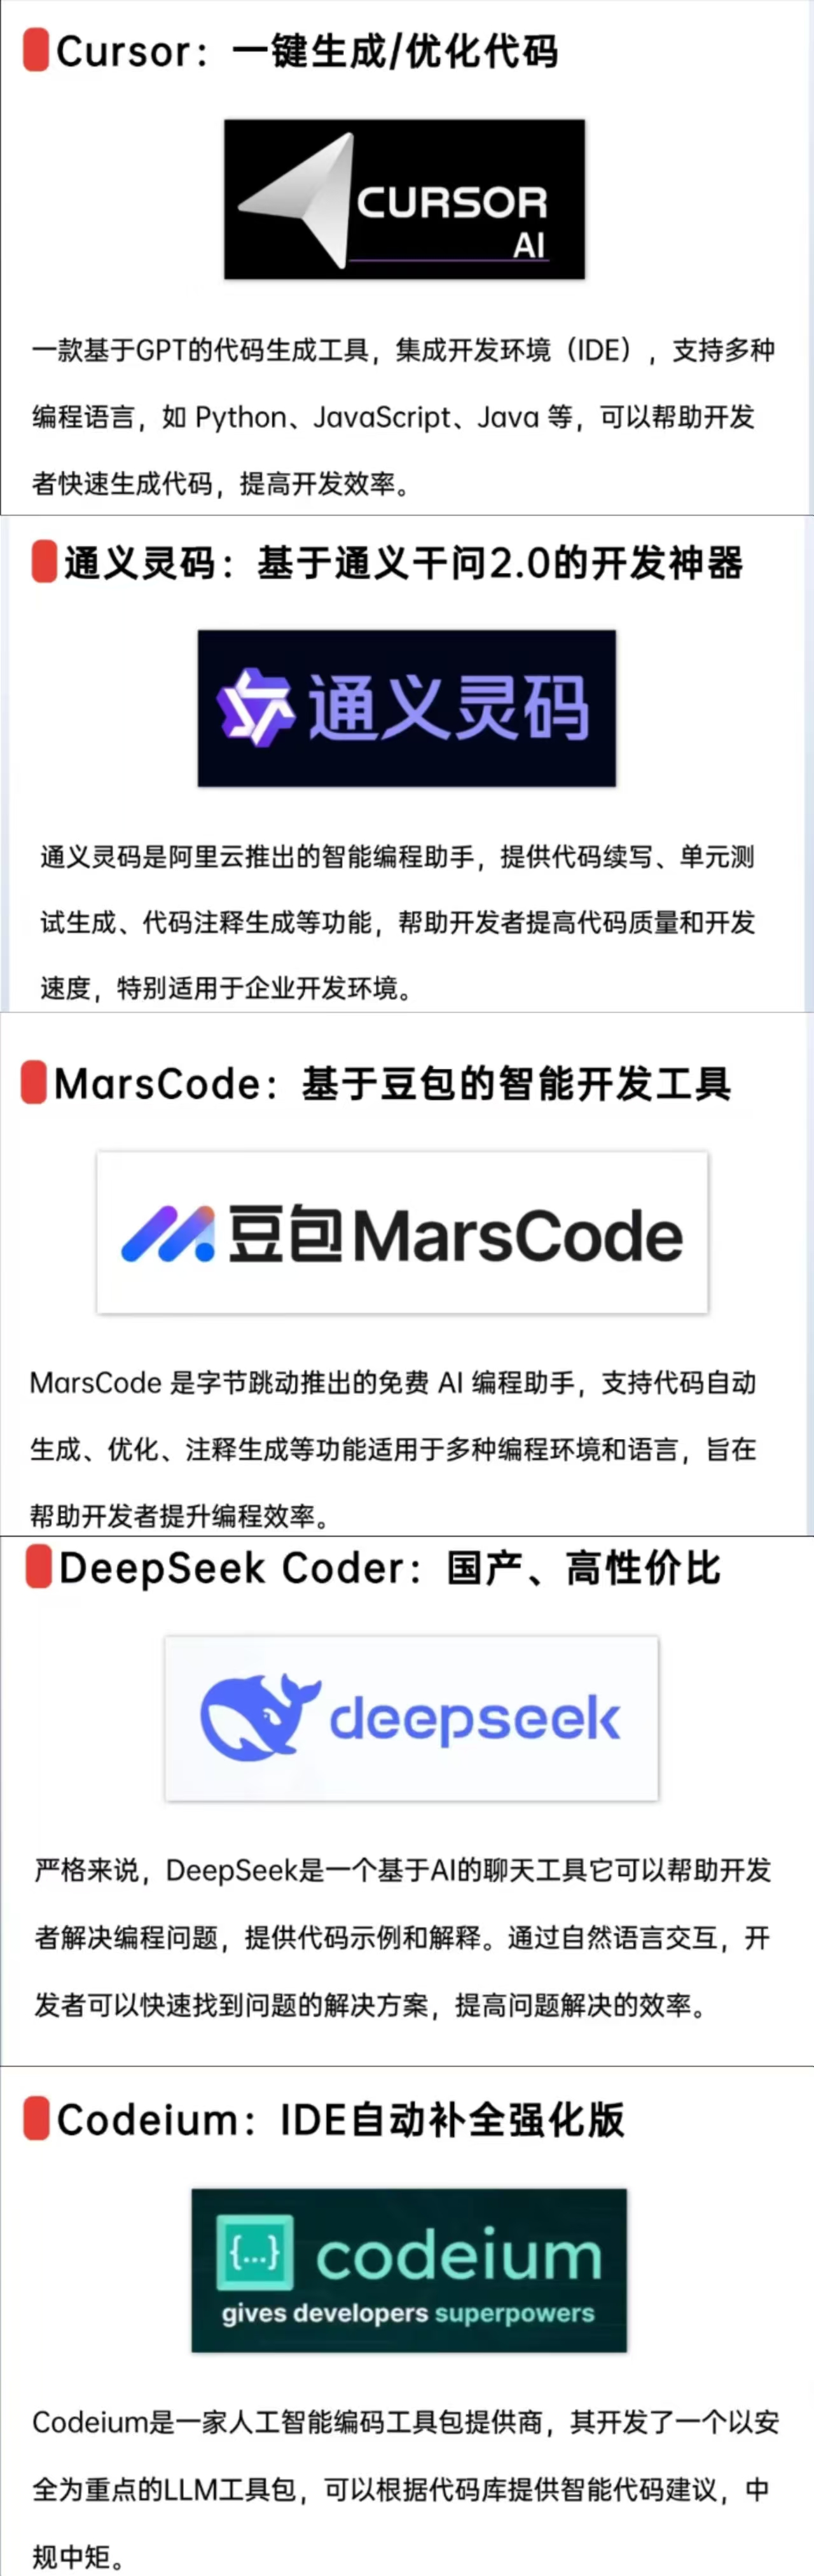 Cursor：一键生成/优化代码
CURSOR
AI
一款基于GPT的代码生成工具，集成开发环境（IDE），支持多种
编程语言，如 Python、JavaScript、Java 等，可以帮助开发
者快速生成代码，提高开发效率。
通义灵码：基于通义干问2.0的开发神器
通义灵码
通义灵码是阿里云推出的智能编程助手，提供代码续写、单元测
试生成、代码注释生成等功能，帮助开发者提高代码质量和开发
速度，特别适用于企业开发环境。
MarsCode：基于豆包的智能开发工具
豆包MarsCode
MarsCode 是字节跳动推出的免费 AI 编程助手，支持代码自动
生成、优化、注释生成等功能适用于多种编程环境和语言，旨在
帮助开发者提升编程效率。
DeepSeek Coder：国产、高性价比
deepseek
严格来说，DeepSeek是一个基于AI的聊天工具它可以帮助开发
者解决编程问题，提供代码示例和解释。通过自然语言交互，开
发者可以快速找到问题的解决方案，提高问题解决的效率。
Codeium：IDE自动补全强化版
{...} codeium
gives developers superpowers
Codeium是一家人工智能编码工具包提供商，其开发了一个以安
全为重点的LLM工具包，可以根据代码库提供智能代码建议，中
规中矩。